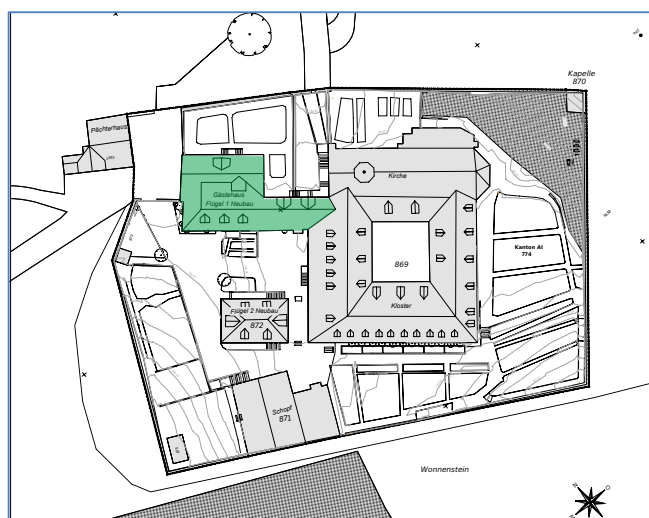 Kapelle
870
Pächterhaus
Kirche
Gästehaus
Flügel 1 Neubau
Kanton AI
774
869
Kloster
Flügel 2 Neubau
872
Schopf
871
Wonnenstein